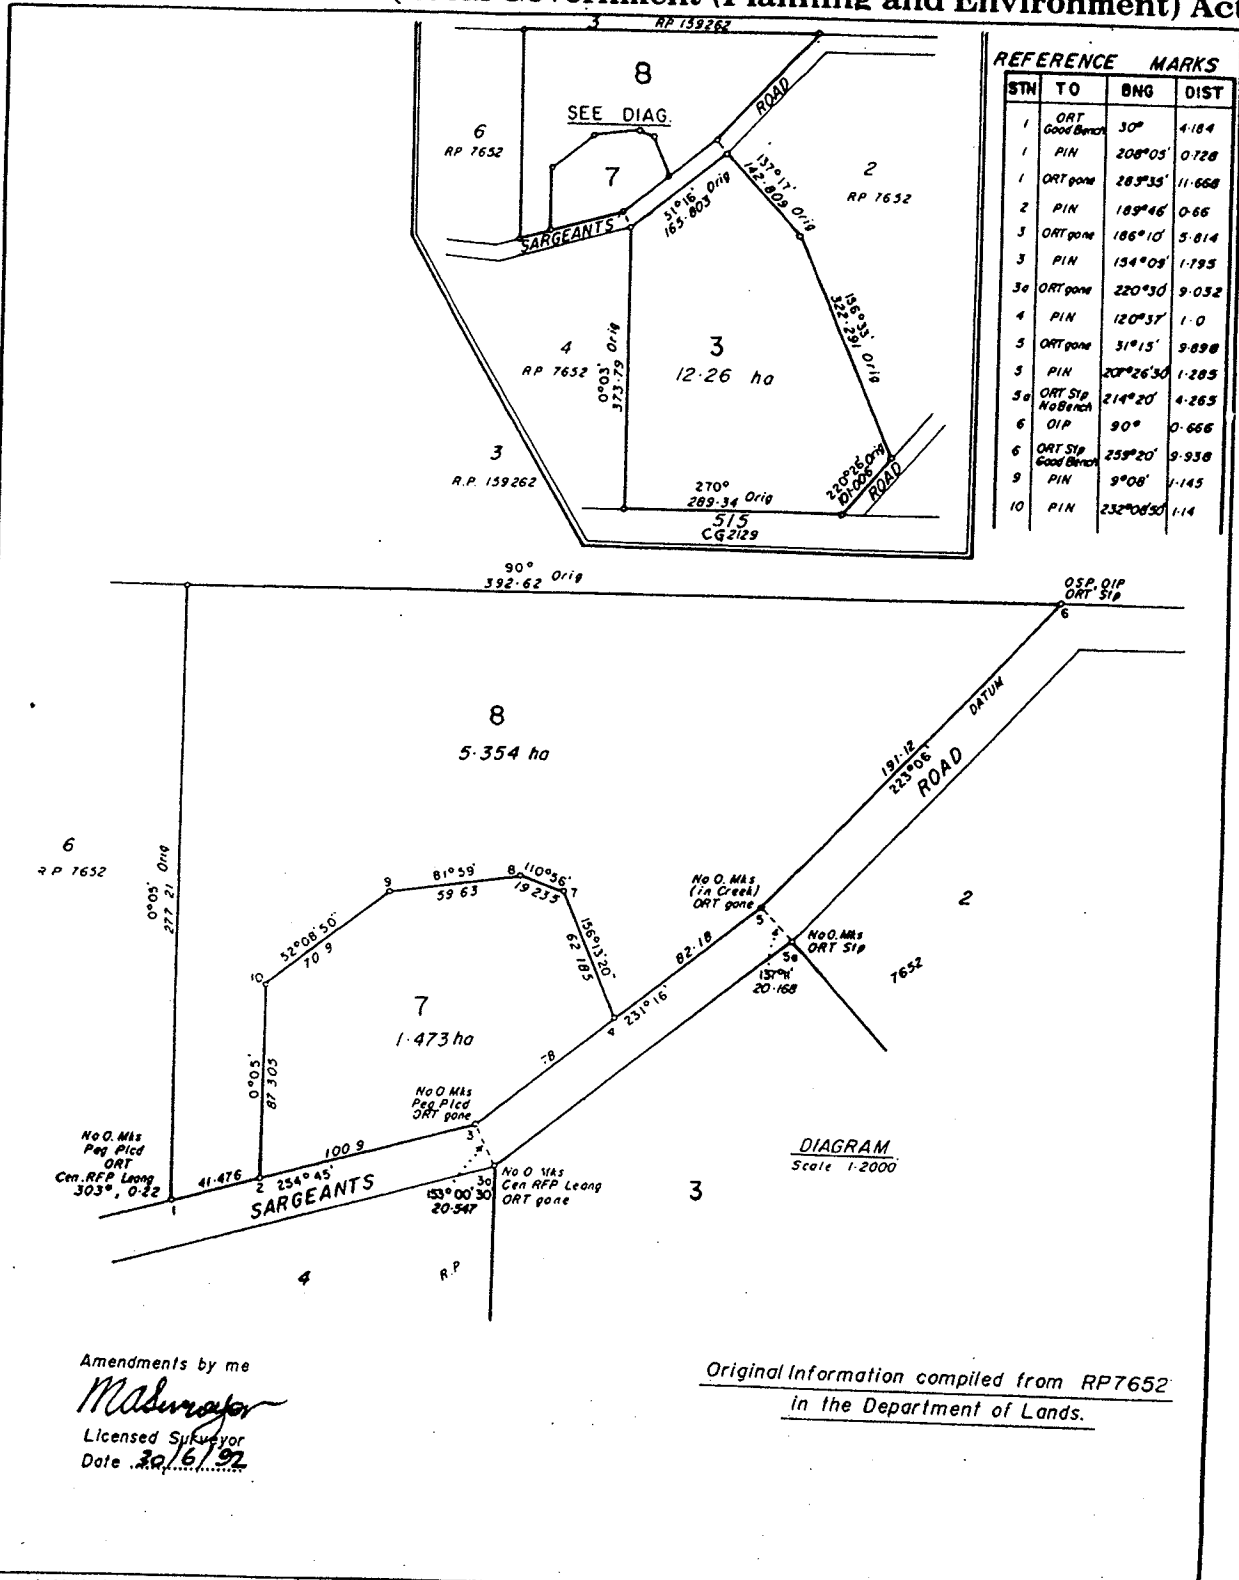 Government (Planning and Environment) Act
3
RP 159262
8
SEE DIAG.
6
RP 7652
7
ROAD
SARGEANTS
51°16'
165.803 Orig
137°17'
142.809 Orig
2
RP 7652
156°33'
322.291 Orig
4
RP 7652
0°03'
373.79 Orig
3
12.26 ha
3
R.P. 159262
270°
289.34 Orig
220°26' Orig
101.006
ROAD
515
CG2129
REFERENCE MARKS
STN TO BNG DIST
1 ORT Good Bench 30° 4.184
1 PIN 208°05' 0.728
1 ORT gone 283°35' 11.668
2 PIN 189°46' 0.66
3 ORT gone 186°10' 5.814
3 PIN 154°09' 1.795
3a ORT gone 220°30' 9.052
4 PIN 120°37' 1.0
5 ORT gone 31°15' 9.898
5 PIN 207°26'30" 1.285
5a ORT Stp No Bench 214°20' 4.265
6 OIP 90° 0.666
6 ORT Stp Good Bench 259°20' 9.938
9 PIN 9°08' 1.145
10 PIN 232°08'50" 1.14
90°
392.62 Orig
OSP. OIP
ORT Stp
6
DATUM
8
5.354 ha
191.12
223°06'
ROAD
6
RP 7652
0°05'
277.21 Orig
9
81°59'
59.63
8
110°56'
19.235
7
52°08'50"
70.9
10
156°13'20"
62.185
No O. Mks
(in Creek)
ORT gone
5
82.18
231°16'
4
No O. Mks
ORT Stp
5a
137°11'
20.168
2
7652
7
1.473 ha
0°05'
87.305
78
No O Mks
Peg Plcd
ORT gone
3
No O. Mks
Peg Plcd
ORT
Cen. RFP Leang
303°, 0.22
1
41.476
2
100.9
254°45'
SARGEANTS
153°00'30"
20.547
3a
No O Mks
Cen RFP Leang
ORT gone
DIAGRAM
Scale 1:2000
3
4
R.P
Amendments by me
Licensed Surveyor
Date 30/6/92
Original Information compiled from RP7652
in the Department of Lands.